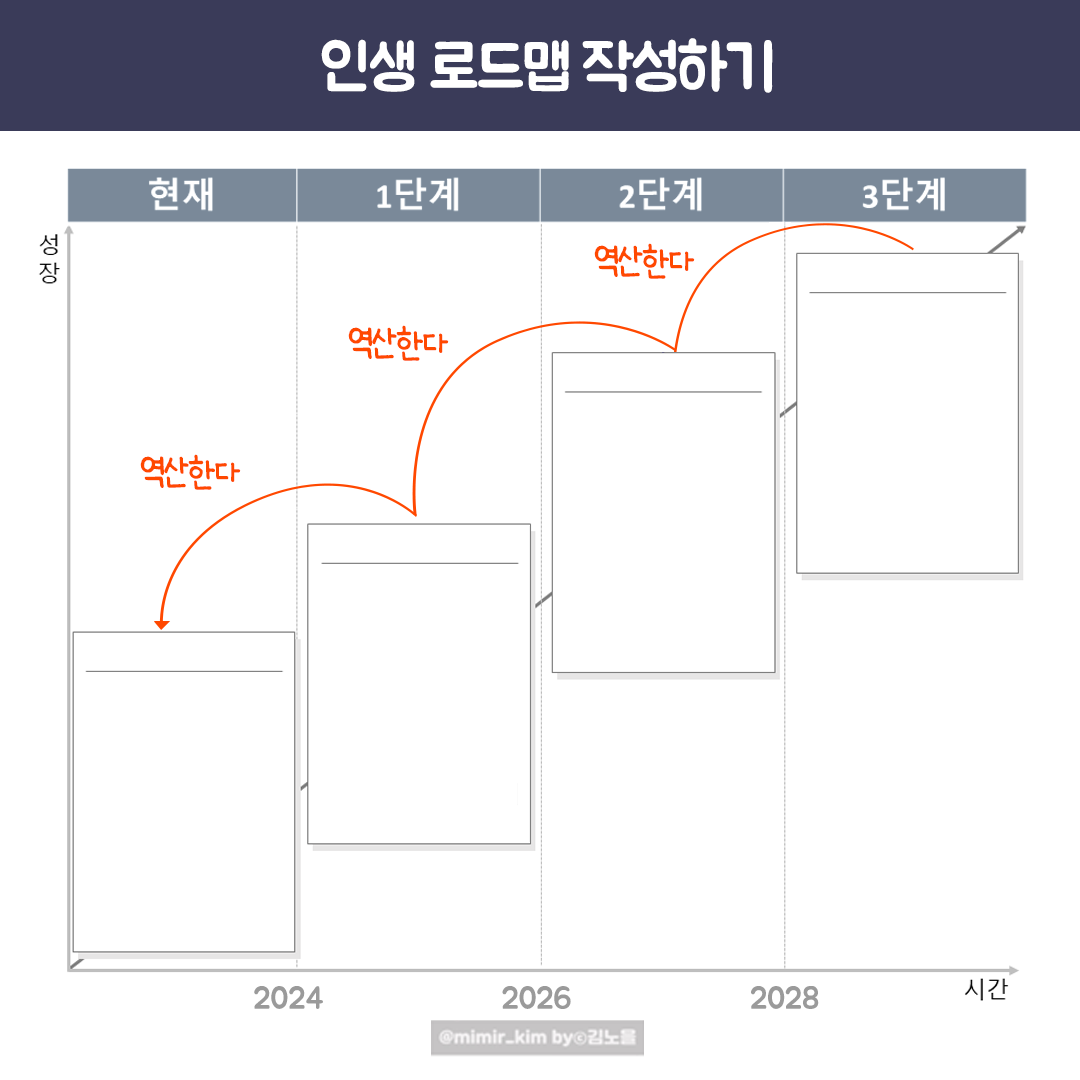 인생 로드맵 작성하기
현재
1단계
2단계
3단계
성장
역산한다
역산한다
역산한다
2024
2026
2028
시간
@mimir_kim by©김노을